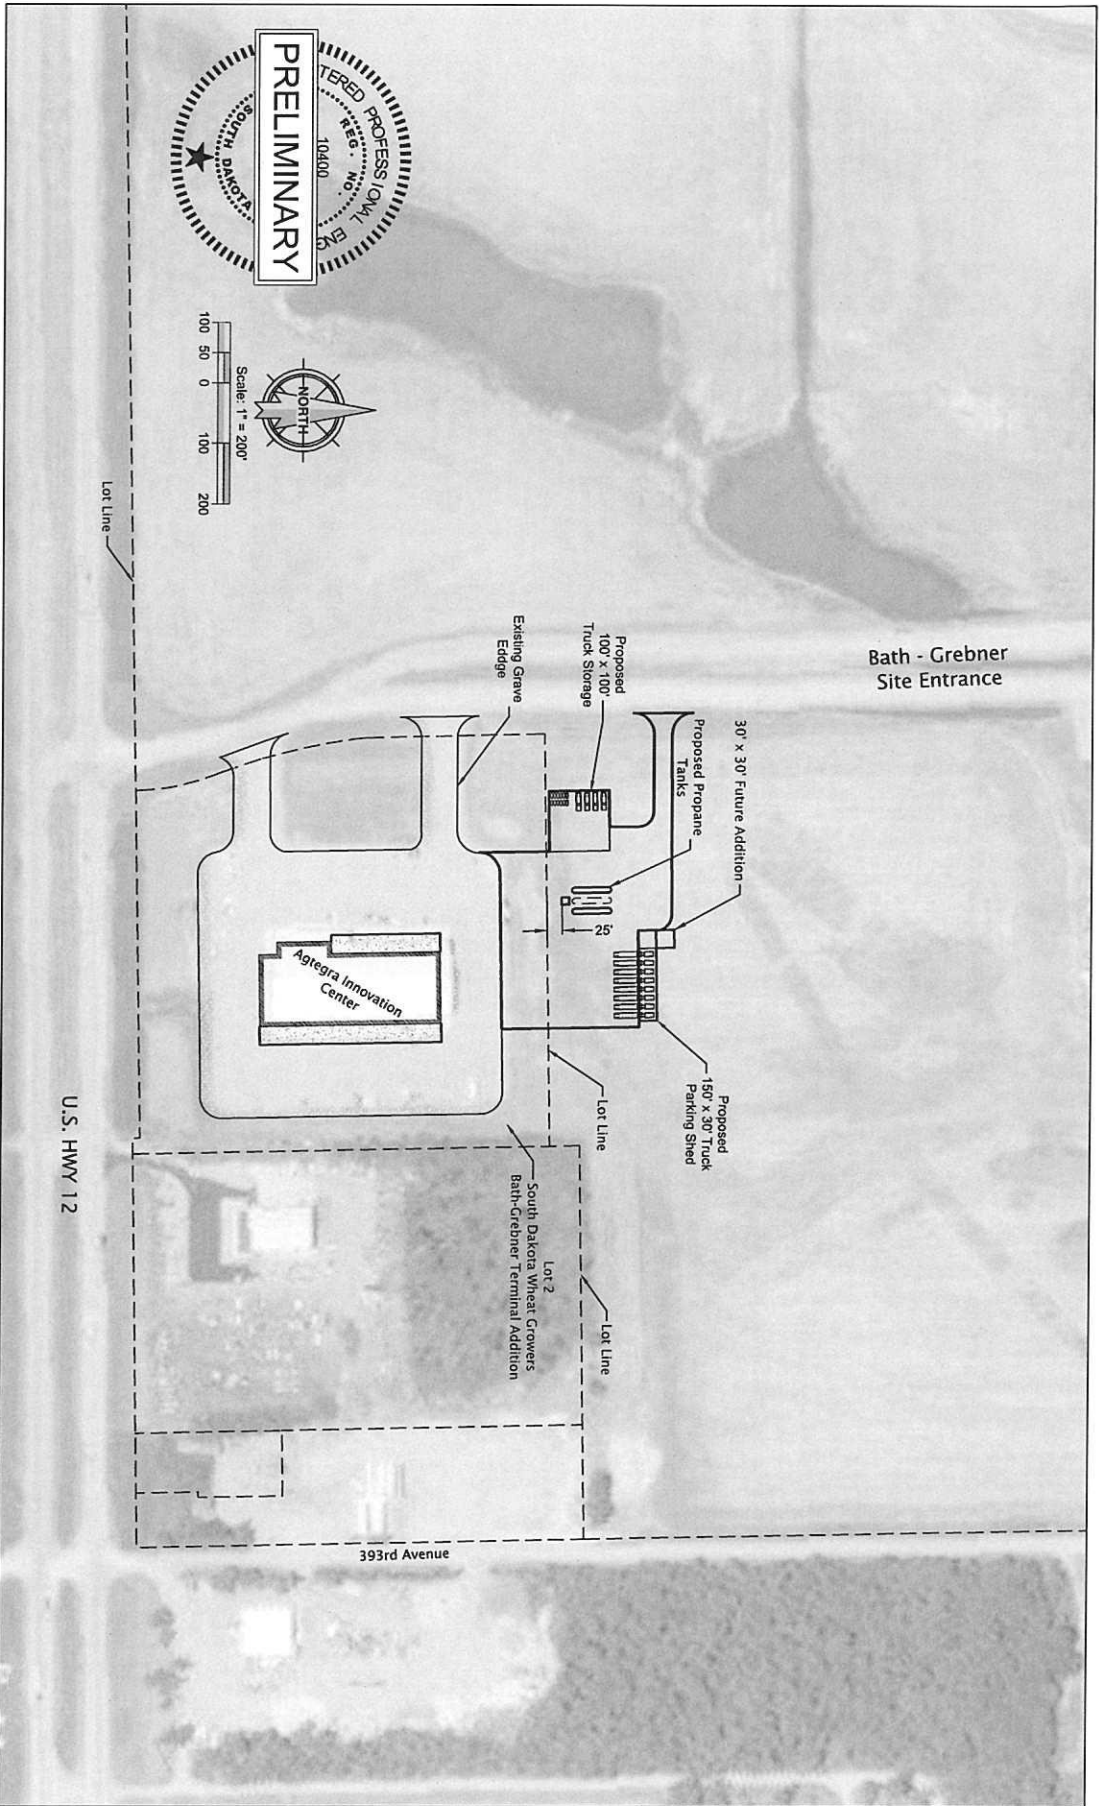 TERED PROFESSIONAL ENG
REG. NO.
10400
SOUTH DAKOTA
PRELIMINARY
NORTH
Scale: 1" = 200'
100 50 0 100 200
Lot Line
Bath - Grebner
Site Entrance
30' x 30' Future Addition
Proposed Propane
Tanks
Proposed
100' x 100'
Truck Storage
Existing Grave
Eddge
25'
Proposed
150' x 30' Truck
Parking Shed
Agtegra Innovation
Center
Lot Line
Lot Line
Lot 2
South Dakota Wheat Growers
Bath-Grebner Terminal Addition
U.S. HWY 12
393rd Avenue